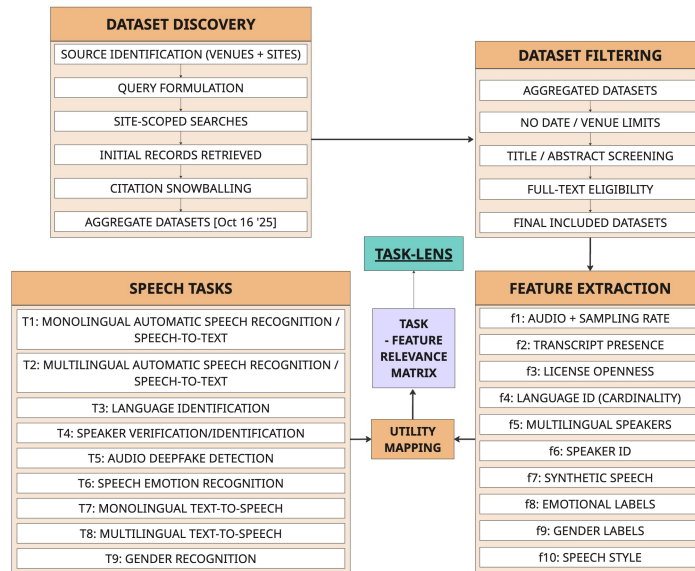 DATASET DISCOVERY
SOURCE IDENTIFICATION (VENUES + SITES)
QUERY FORMULATION
SITE-SCOPED SEARCHES
INITIAL RECORDS RETRIEVED
CITATION SNOWBALLING
AGGREGATE DATASETS [Oct 16 '25]
DATASET FILTERING
AGGREGATED DATASETS
NO DATE / VENUE LIMITS
TITLE / ABSTRACT SCREENING
FULL-TEXT ELIGIBILITY
FINAL INCLUDED DATASETS
TASK-LENS
TASK
- FEATURE
RELEVANCE
MATRIX
UTILITY
MAPPING
SPEECH TASKS
T1: MONOLINGUAL AUTOMATIC SPEECH RECOGNITION /
SPEECH-TO-TEXT
T2: MULTILINGUAL AUTOMATIC SPEECH RECOGNITION /
SPEECH-TO-TEXT
T3: LANGUAGE IDENTIFICATION
T4: SPEAKER VERIFICATION/IDENTIFICATION
T5: AUDIO DEEPFAKE DETECTION
T6: SPEECH EMOTION RECOGNITION
T7: MONOLINGUAL TEXT-TO-SPEECH
T8: MULTILINGUAL TEXT-TO-SPEECH
T9: GENDER RECOGNITION
FEATURE EXTRACTION
f1: AUDIO + SAMPLING RATE
f2: TRANSCRIPT PRESENCE
f3: LICENSE OPENNESS
f4: LANGUAGE ID (CARDINALITY)
f5: MULTILINGUAL SPEAKERS
f6: SPEAKER ID
f7: SYNTHETIC SPEECH
f8: EMOTIONAL LABELS
f9: GENDER LABELS
f10: SPEECH STYLE